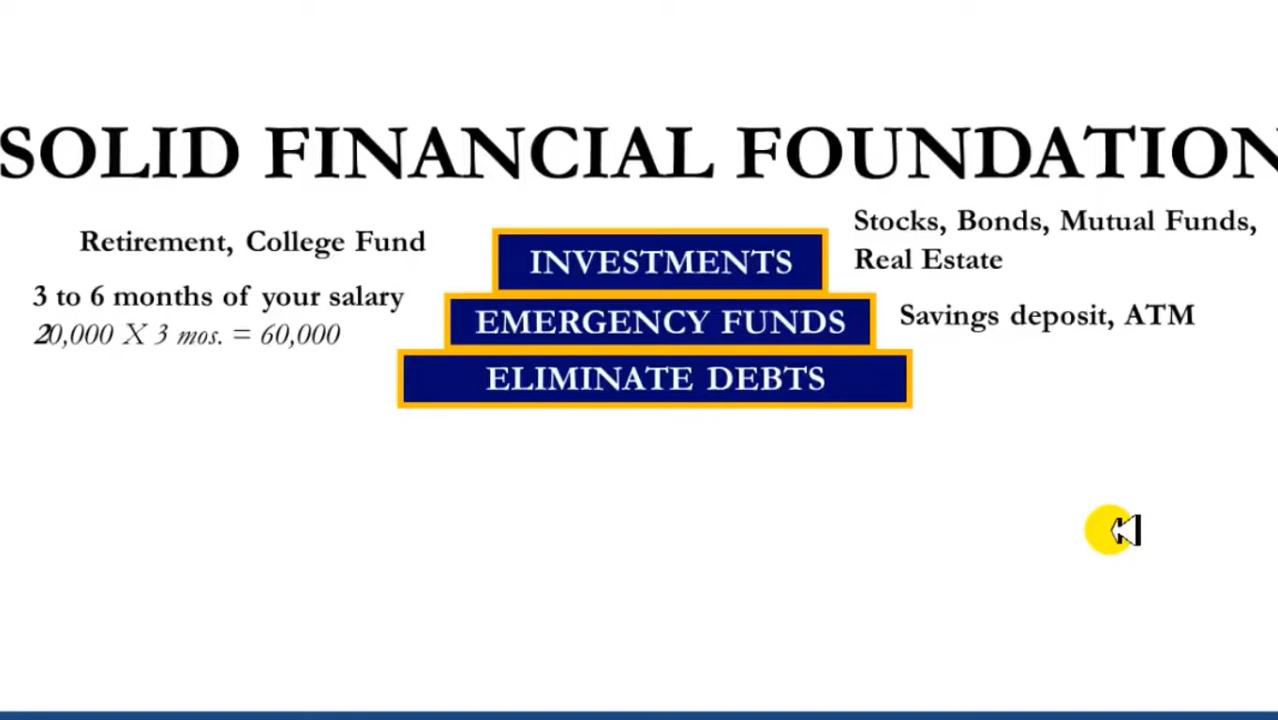 SOLID FINANCIAL FOUNDATION
Retirement, College Fund
3 to 6 months of your salary
20,000 X 3 mos. = 60,000
INVESTMENTS
EMERGENCY FUNDS
ELIMINATE DEBTS
Stocks, Bonds, Mutual Funds,
Real Estate
Savings deposit, ATM